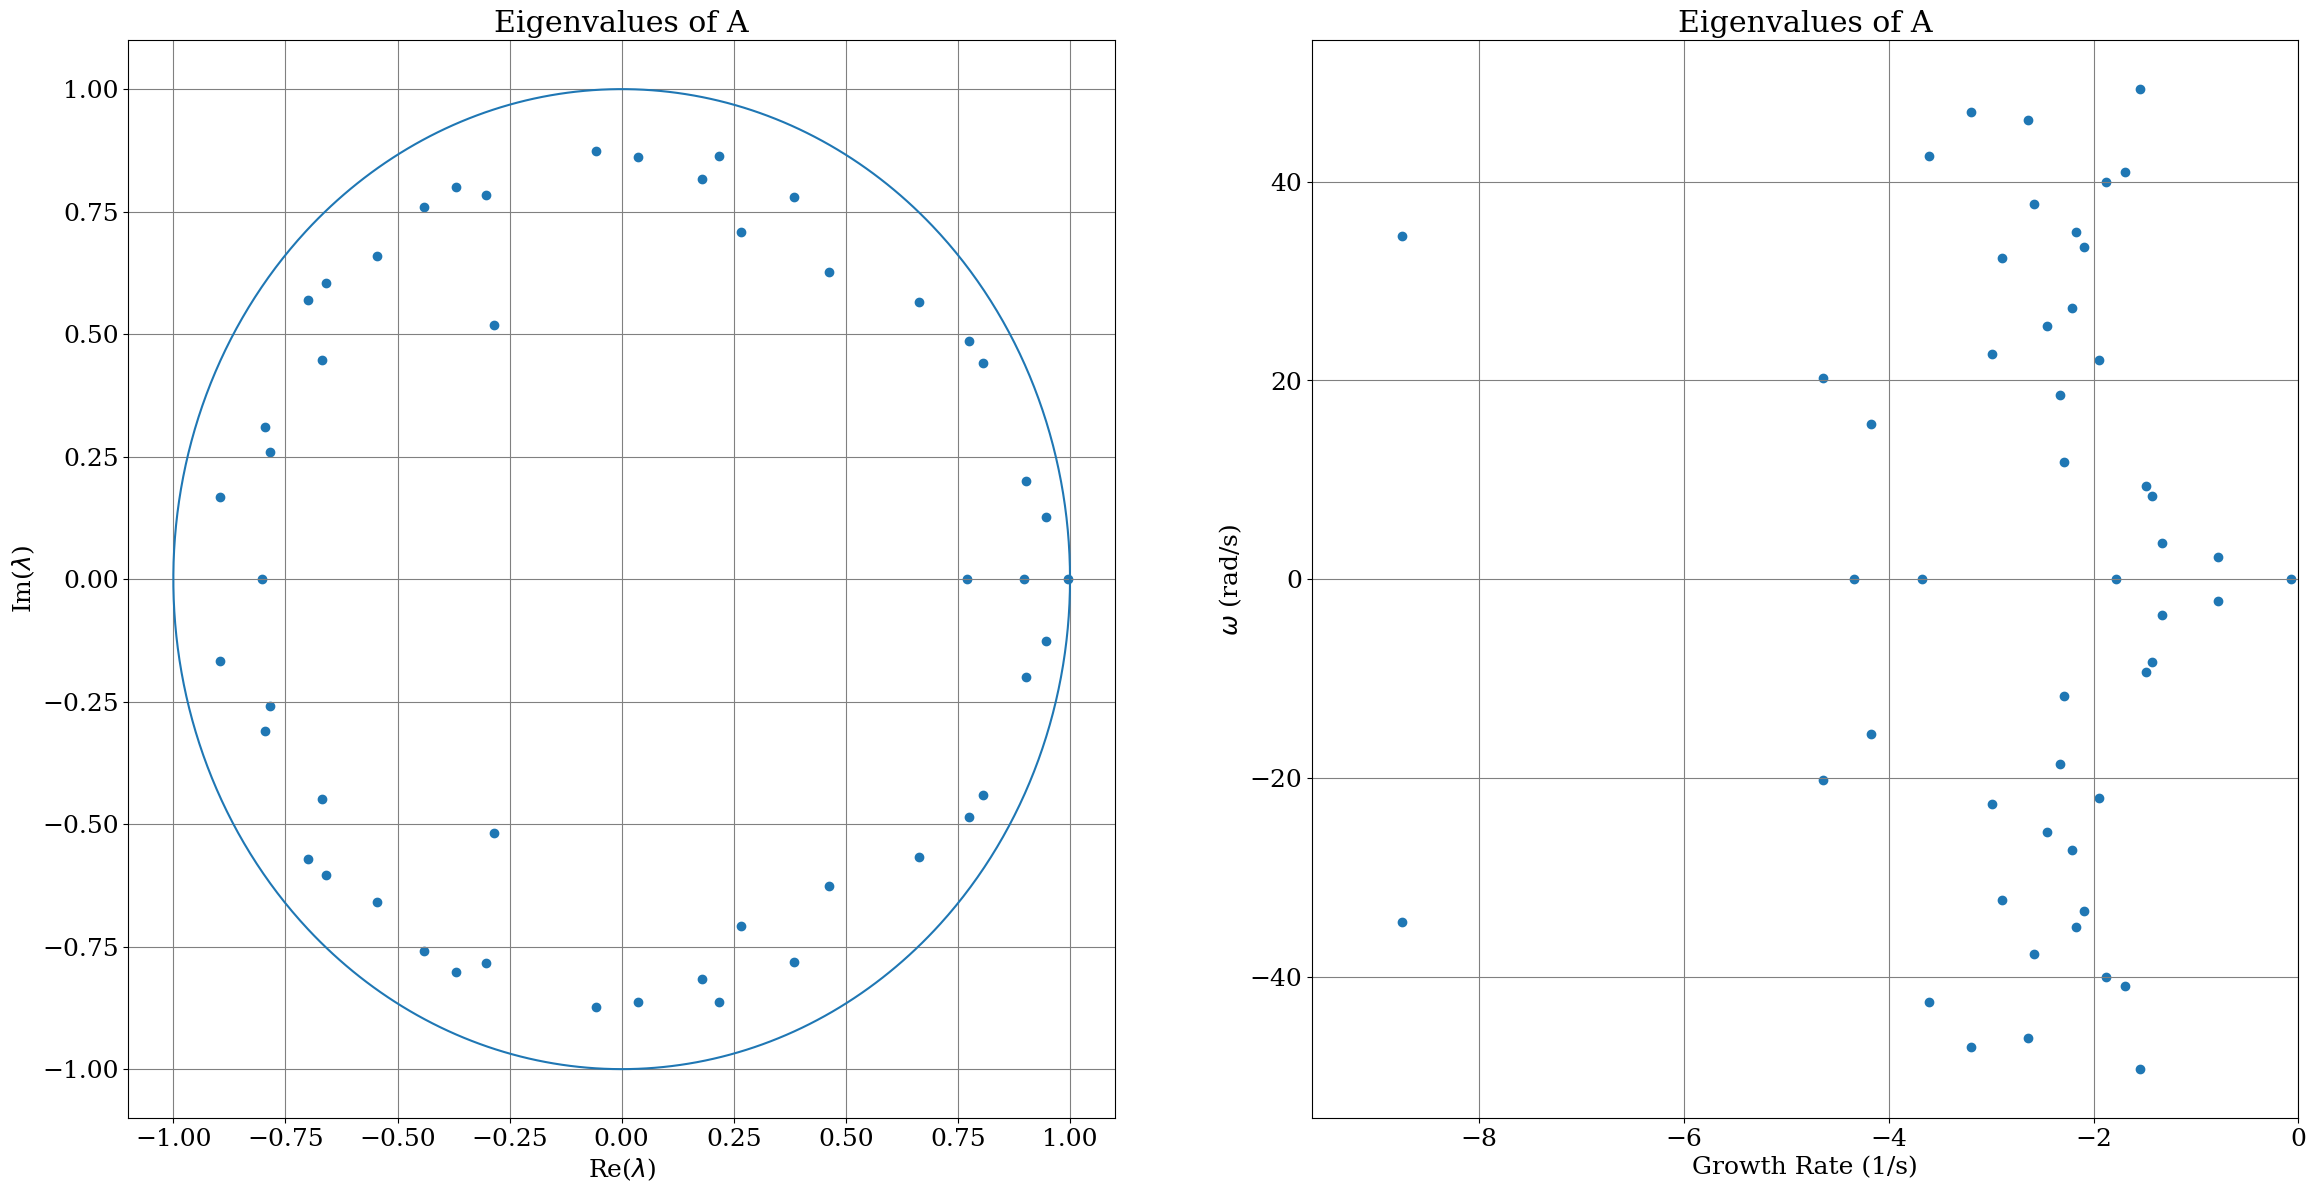 Eigenvalues of A
1.00
0.75
0.50
0.25
0.00
−0.25
−0.50
−0.75
−1.00
Im(λ)
−1.00 −0.75 −0.50 −0.25 0.00 0.25 0.50 0.75 1.00
Re(λ)
Eigenvalues of A
40
20
0
−20
−40
ω (rad/s)
−8 −6 −4 −2 0
Growth Rate (1/s)